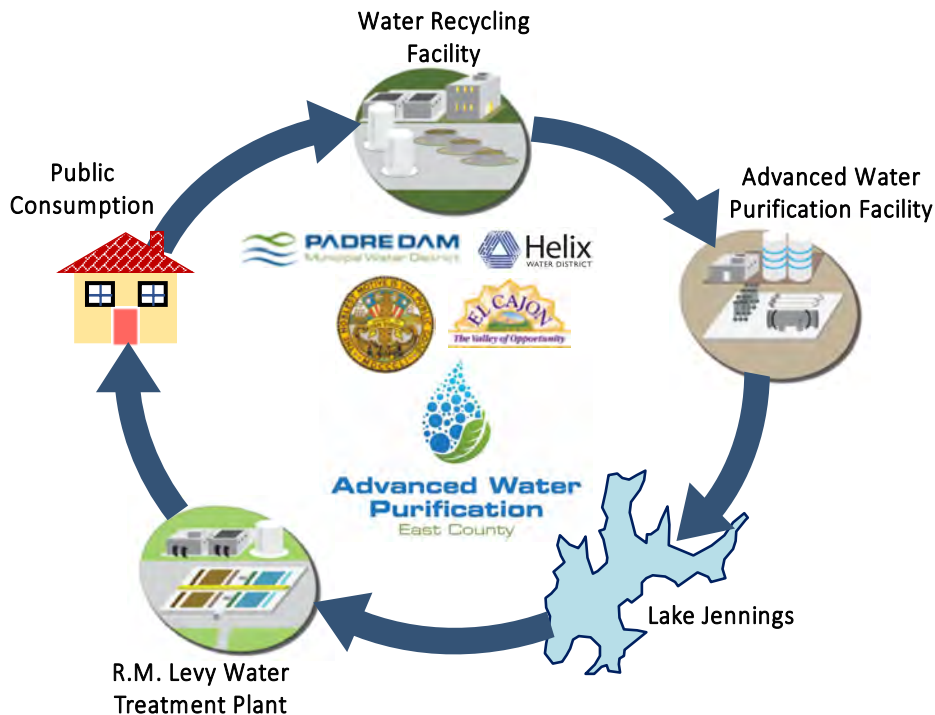 Water Recycling
Facility
Public
Consumption
Advanced Water
Purification Facility
PADRE DAM
Municipal Water District
Helix
WATER DISTRICT
EL CAJON
The Valley of Opportunity
Advanced Water
Purification
East County
Lake Jennings
R.M. Levy Water
Treatment Plant